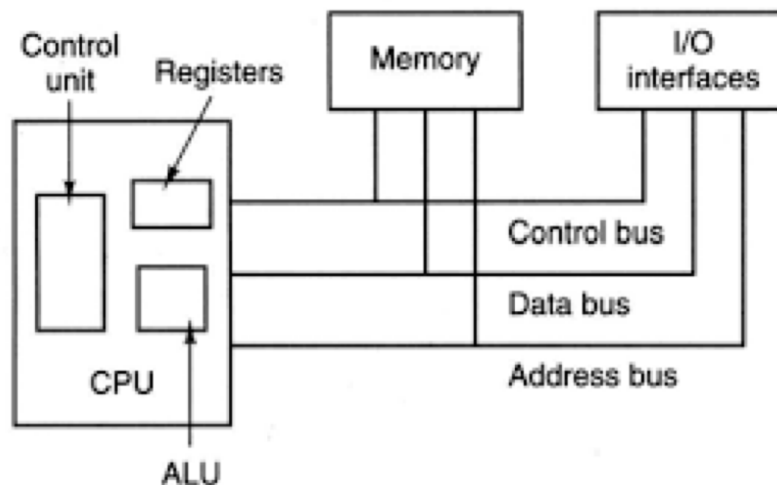 Control
unit
Registers
Memory
I/O
interfaces
Control bus
Data bus
Address bus
CPU
ALU